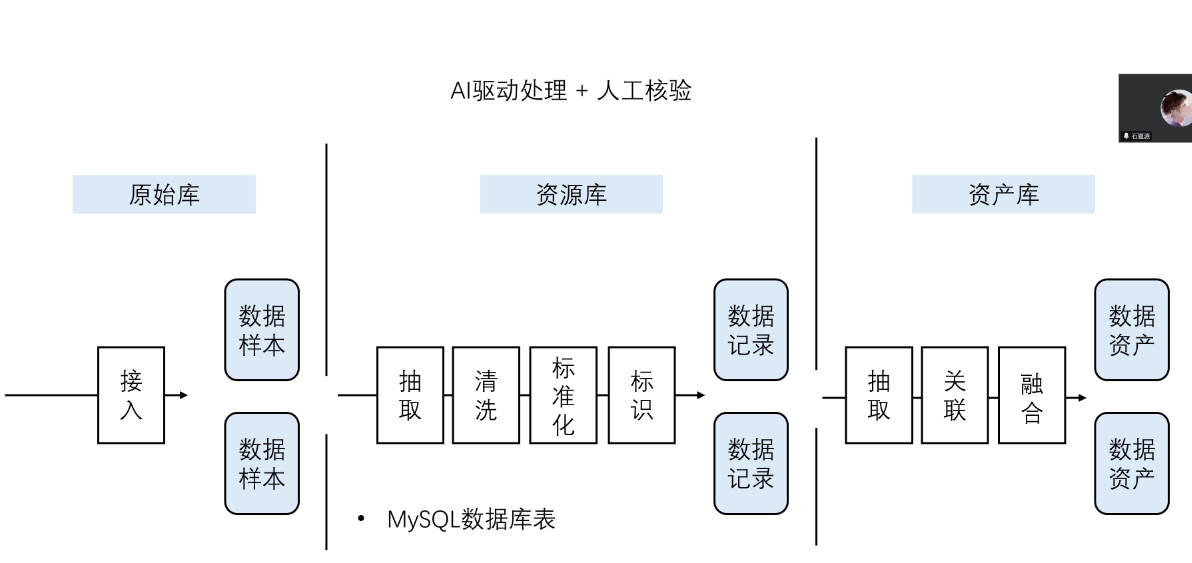 AI驱动处理 + 人工核验
原始库
资源库
资产库
数据
样本
数据
记录
数据
资产
接
入
抽
取
清
洗
标
准
化
标
识
抽
取
关
联
融
合
数据
样本
数据
记录
数据
资产
• MySQL数据库表